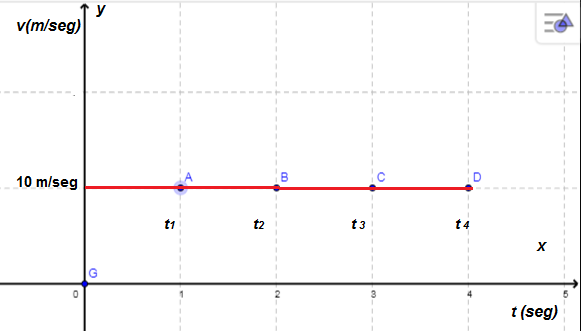 y
v(m/seg)
A B C D
10 m/seg
t1 t2 t3 t4
x
G
0 1 2 3 4 5
t (seg)